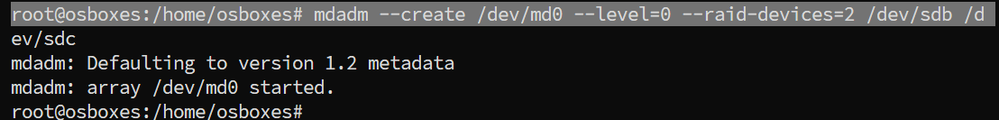 root@osboxes:/home/osboxes# mdadm --create /dev/md0 --level=0 --raid-devices=2 /dev/sdb /d
ev/sdc
mdadm: Defaulting to version 1.2 metadata
mdadm: array /dev/md0 started.
root@osboxes:/home/osboxes#